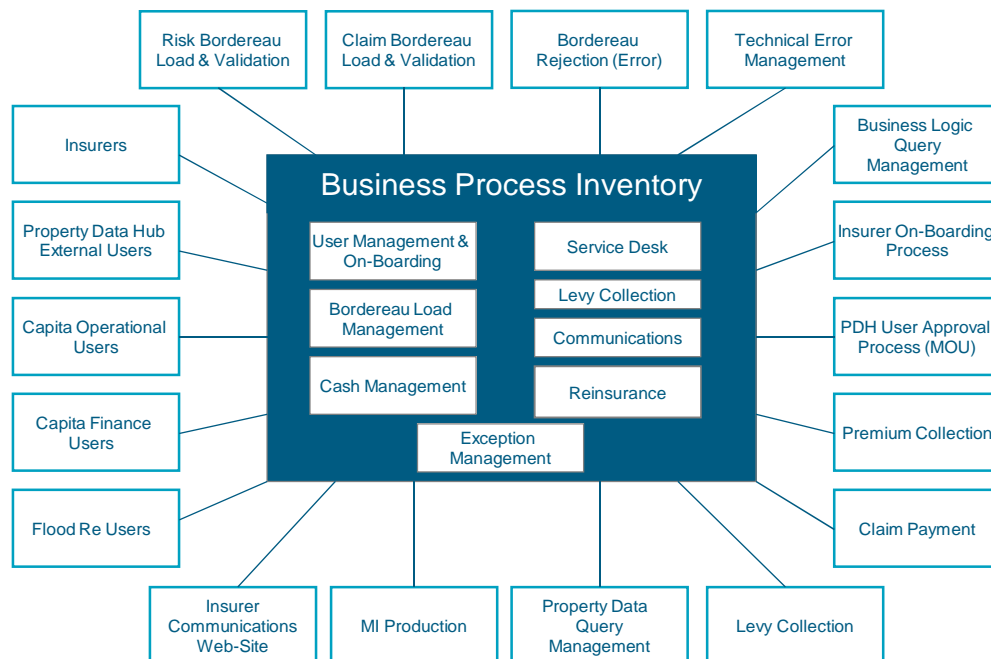 Risk Bordereau
Load & Validation
Claim Bordereau
Load & Validation
Bordereau
Rejection (Error)
Technical Error
Management
Insurers
Property Data Hub
External Users
Capita Operational
Users
Capita Finance
Users
Flood Re Users
Business Process Inventory
User Management &
On-Boarding
Bordereau Load
Management
Cash Management
Service Desk
Levy Collection
Communications
Reinsurance
Exception
Management
Business Logic
Query
Management
Insurer On-Boarding
Process
PDH User Approval
Process (MOU)
Premium Collection
Claim Payment
Insurer
Communications
Web-Site
MI Production
Property Data
Query
Management
Levy Collection